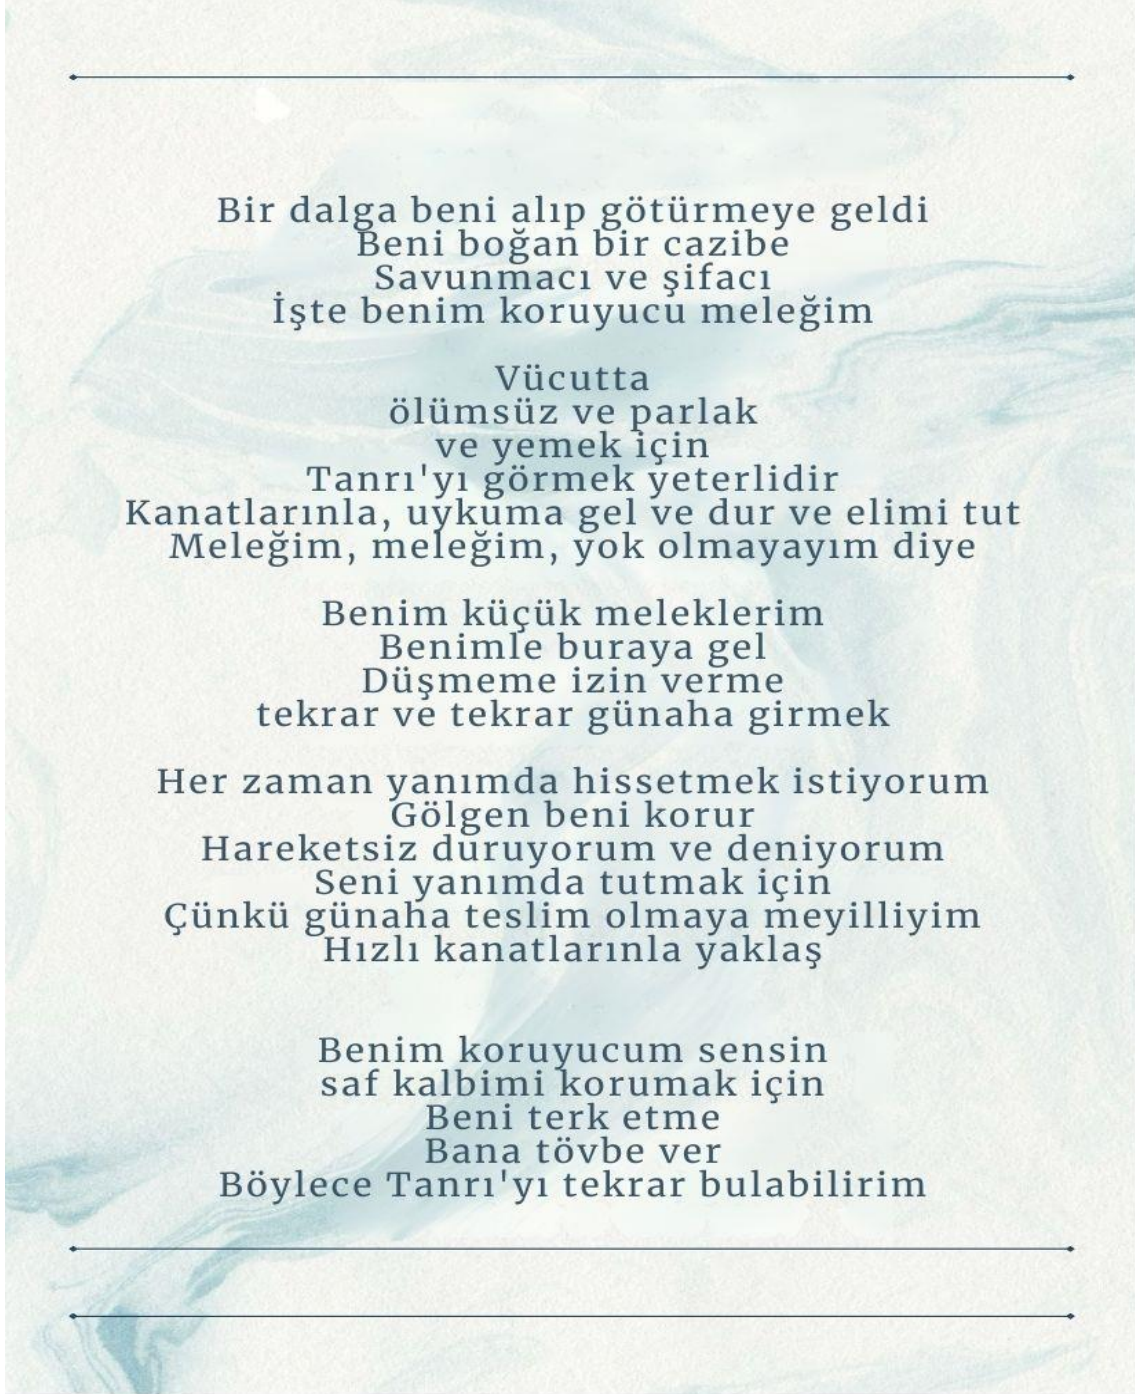 Bir dalga beni alıp götürmeye geldi
Beni boğan bir cazibe
Savunmacı ve şifacı
İşte benim koruyucu meleğim
Vücutta
ölümsüz ve parlak
ve yemek için
Tanrı'yı görmek yeterlidir
Kanatlarınla, uykuma gel ve dur ve elimi tut
Meleğim, meleğim, yok olmayayım diye
Benim küçük meleklerim
Benimle buraya gel
Düşmeme izin verme
tekrar ve tekrar günaha girmek
Her zaman yanımda hissetmek istiyorum
Gölgen beni korur
Hareketsiz duruyorum ve deniyorum
Seni yanımda tutmak için
Çünkü günaha teslim olmaya meyilliyim
Hızlı kanatlarınla yaklaş
Benim koruyucum sensin
saf kalbimi korumak için
Beni terk etme
Bana tövbe ver
Böylece Tanrı'yı tekrar bulabilirim